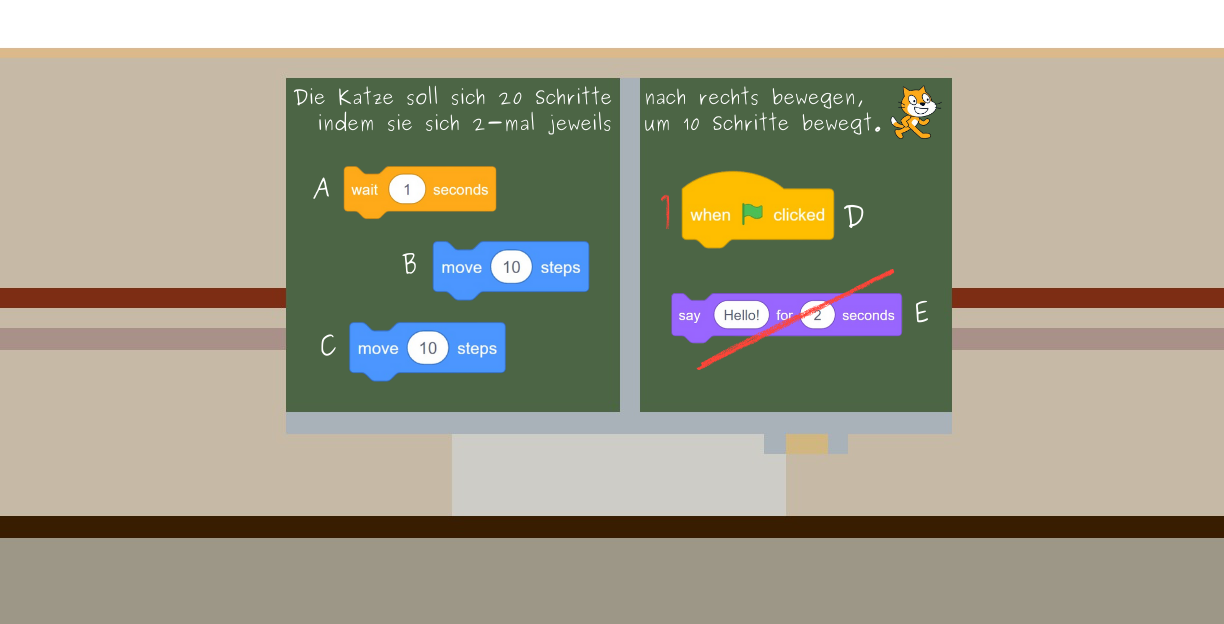 Die Katze soll sich 20 Schritte nach rechts bewegen,
indem sie sich 2-mal jeweils um 10 Schritte bewegt.
A wait 1 seconds
B move 10 steps
C move 10 steps
1 when clicked D
say Hello! for 2 seconds E